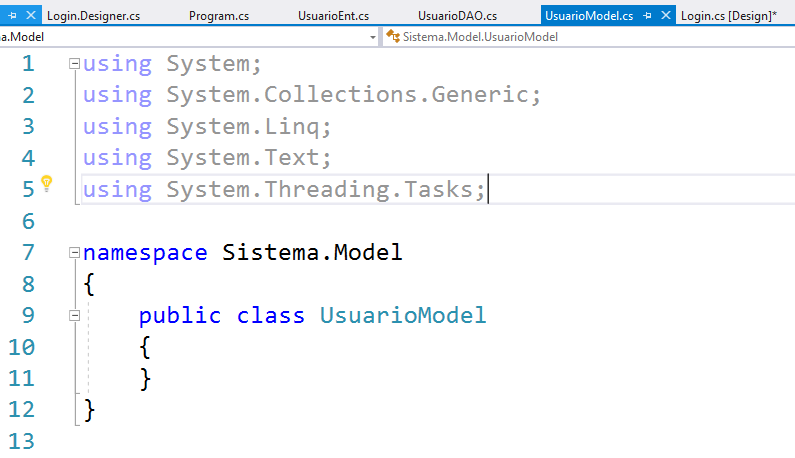 Login.Designer.cs Program.cs UsuarioEnt.cs UsuarioDAO.cs UsuarioModel.cs Login.cs [Design]*
a.Model Sistema.Model.UsuarioModel
1 using System;
2 using System.Collections.Generic;
3 using System.Linq;
4 using System.Text;
5 using System.Threading.Tasks;
6
7 namespace Sistema.Model
8 {
9 public class UsuarioModel
10 {
11 }
12 }
13